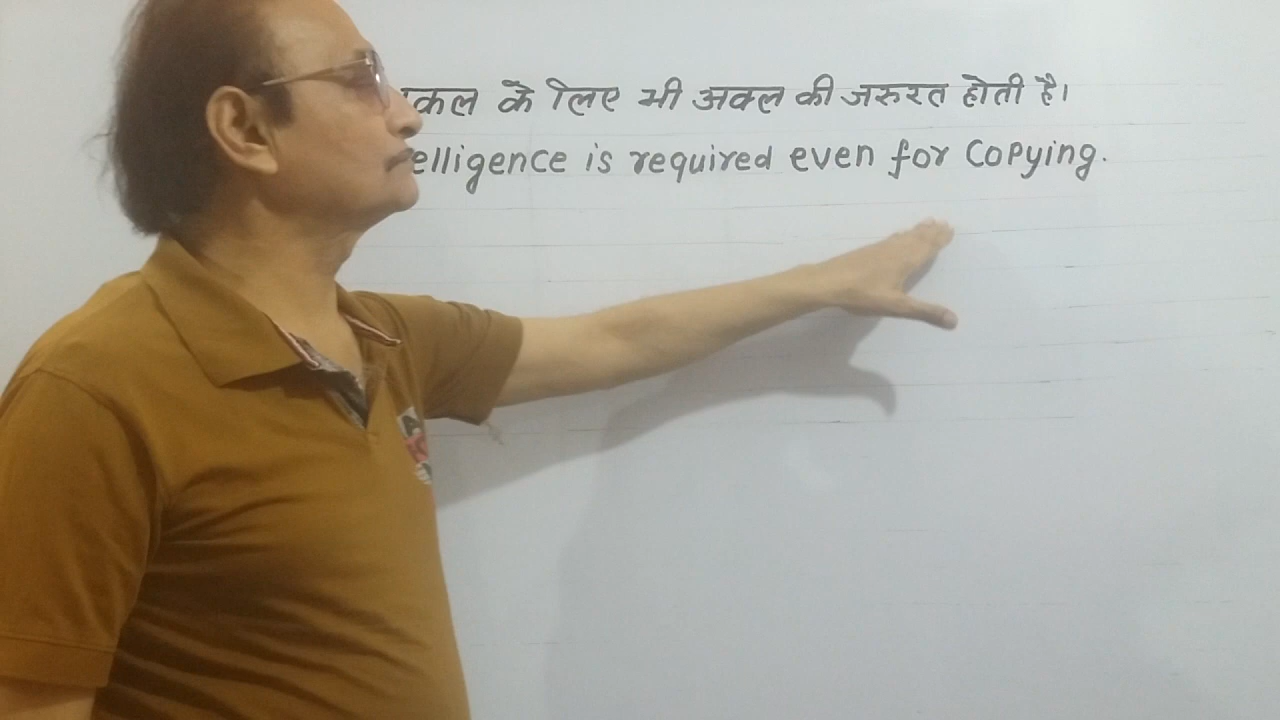 के लिए भी अक्ल की जरुरत होती है।
is required even for Copying.